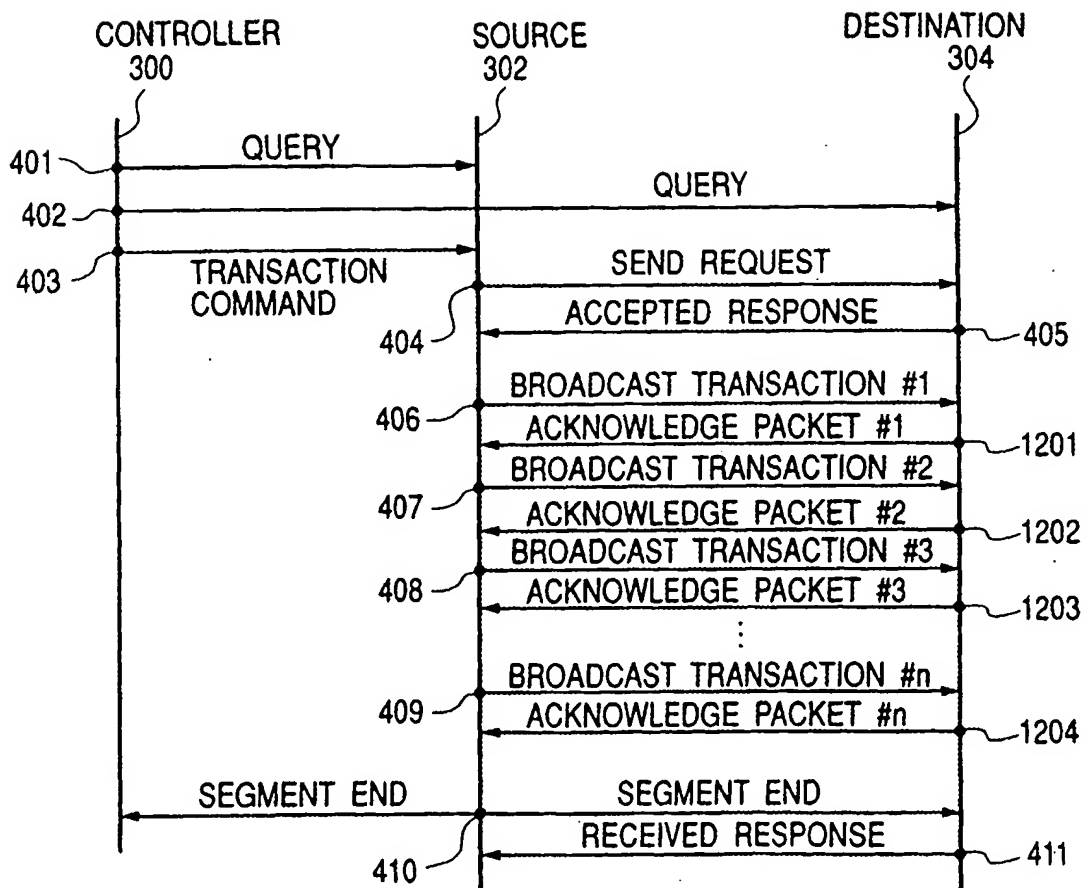 CONTROLLER
300
SOURCE
302
DESTINATION
304
401
QUERY
402
QUERY
403
TRANSACTION
COMMAND
404
SEND REQUEST
ACCEPTED RESPONSE
405
406
BROADCAST TRANSACTION #1
ACKNOWLEDGE PACKET #1
1201
407
BROADCAST TRANSACTION #2
ACKNOWLEDGE PACKET #2
1202
408
BROADCAST TRANSACTION #3
ACKNOWLEDGE PACKET #3
1203
409
BROADCAST TRANSACTION #n
ACKNOWLEDGE PACKET #n
1204
SEGMENT END
SEGMENT END
410
RECEIVED RESPONSE
411